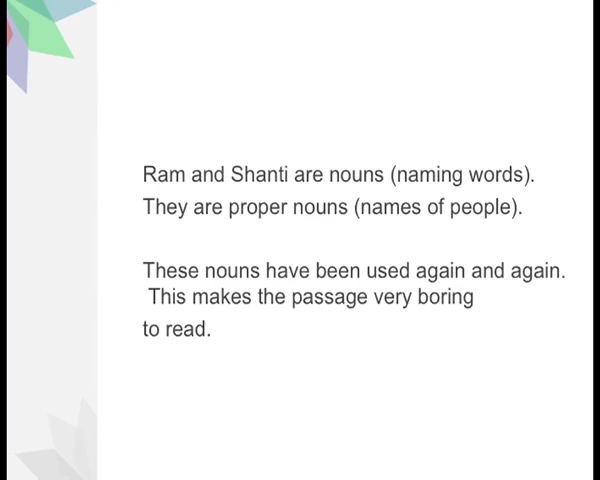 Ram and Shanti are nouns (naming words).
They are proper nouns (names of people).
These nouns have been used again and again.
This makes the passage very boring
to read.